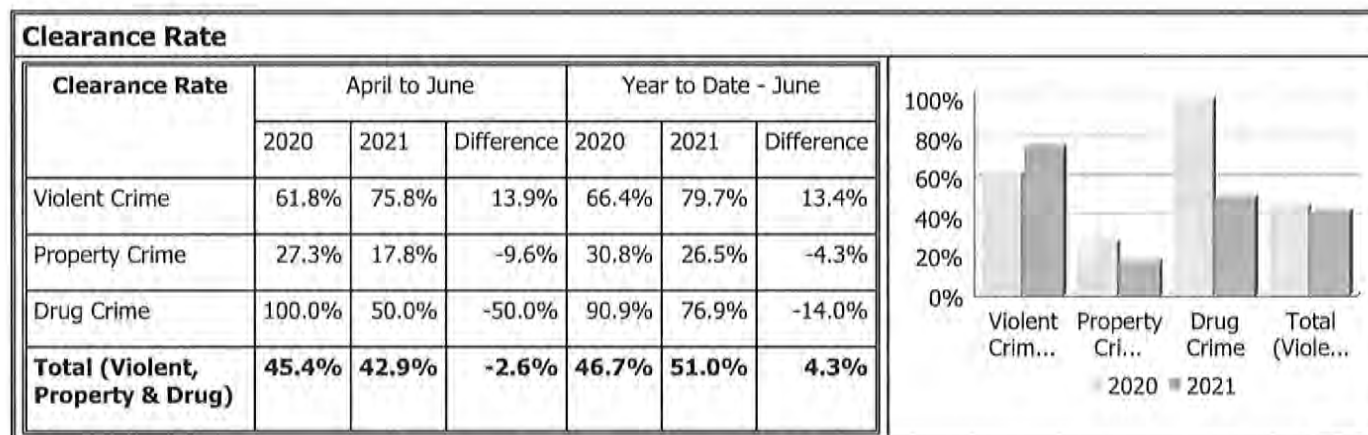 Clearance Rate
Clearance Rate April to June Year to Date - June
2020 2021 Difference 2020 2021 Difference
Violent Crime 61.8% 75.8% 13.9% 66.4% 79.7% 13.4%
Property Crime 27.3% 17.8% -9.6% 30.8% 26.5% -4.3%
Drug Crime 100.0% 50.0% -50.0% 90.9% 76.9% -14.0%
Total (Violent, 45.4% 42.9% -2.6% 46.7% 51.0% 4.3%
Property & Drug)
100%
80%
60%
40%
20%
0%
Violent Property Drug Total
Crim... Cri... Crime (Viole...
2020 2021